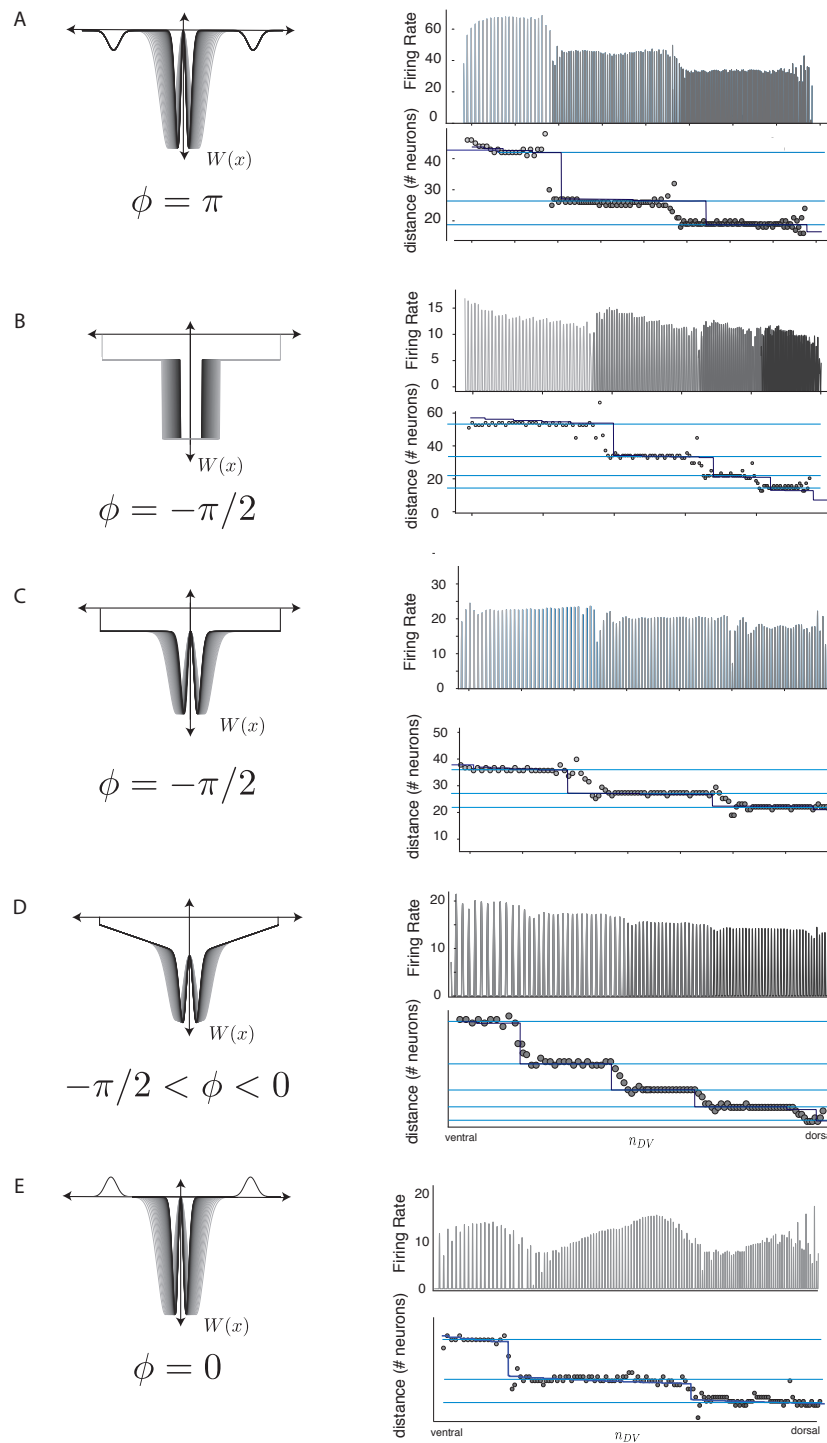 A
W(x)
ϕ = π
Firing Rate
60
40
20
0
distance (# neurons)
40
30
20
B
W(x)
ϕ = −π/2
Firing Rate
15
10
5
0
distance (# neurons)
60
40
20
0
C
W(x)
ϕ = −π/2
Firing Rate
30
20
10
0
distance (# neurons)
50
40
30
20
10
D
W(x)
−π/2 < ϕ < 0
Firing Rate
20
10
0
distance (# neurons)
ventral
n_DV
dorsa
E
W(x)
ϕ = 0
Firing Rate
20
10
0
distance (# neurons)
ventral
n_DV
dorsal